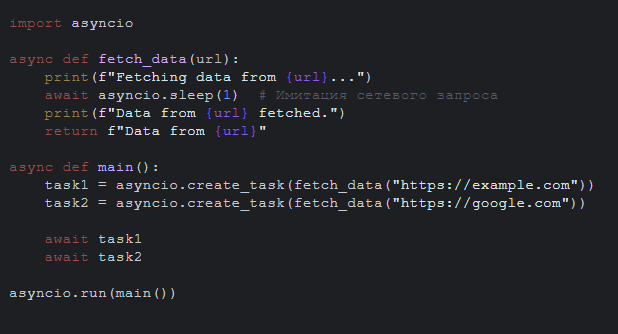 import asyncio
async def fetch_data(url):
    print(f"Fetching data from {url}...")
    await asyncio.sleep(1)  # Имитация сетевого запроса
    print(f"Data from {url} fetched.")
    return f"Data from {url}"
async def main():
    task1 = asyncio.create_task(fetch_data("https://example.com"))
    task2 = asyncio.create_task(fetch_data("https://google.com"))
    await task1
    await task2
asyncio.run(main())